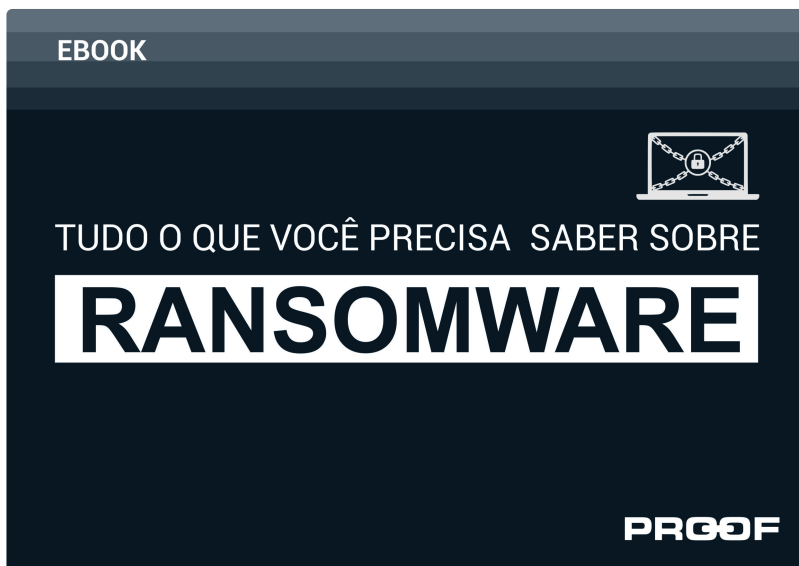 EBOOK
TUDO O QUE VOCÊ PRECISA SABER SOBRE
RANSOMWARE
PROOF